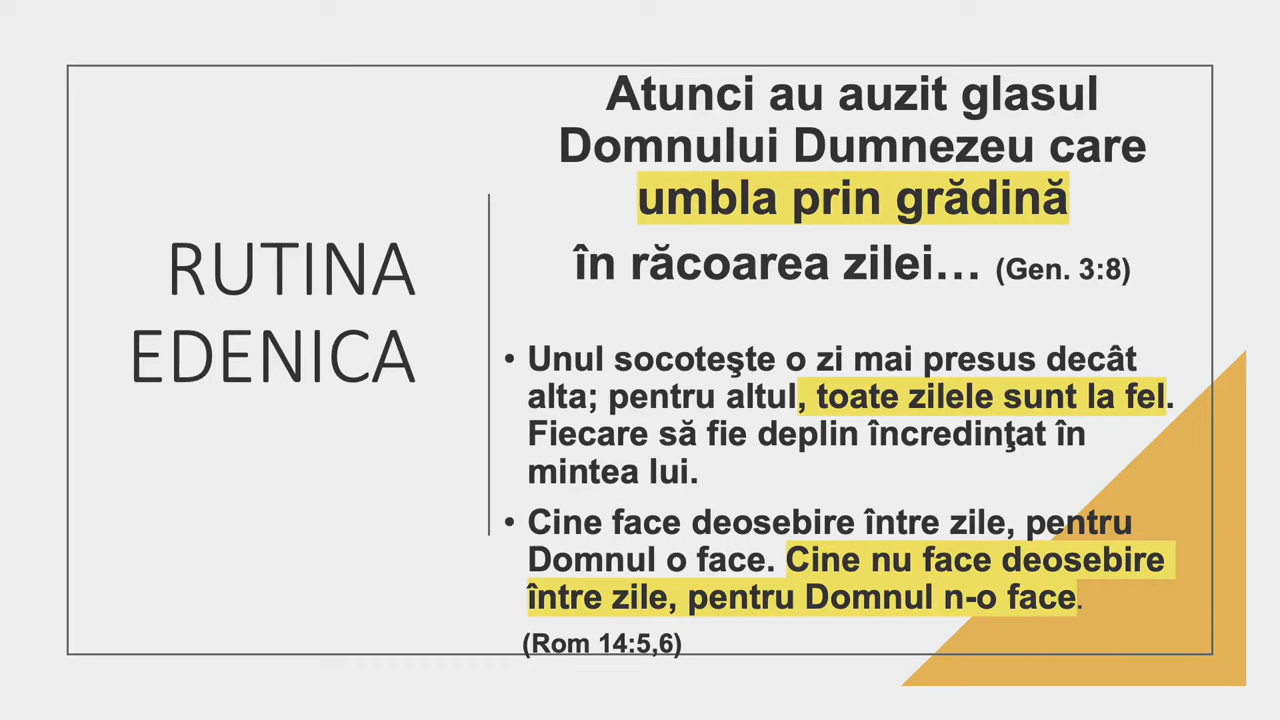 RUTINA
EDENICA
Atunci au auzit glasul
Domnului Dumnezeu care
umbla prin grădină
în răcoarea zilei… (Gen. 3:8)
• Unul socoteşte o zi mai presus decât
alta; pentru altul, toate zilele sunt la fel.
Fiecare să fie deplin încredinţat în
mintea lui.
• Cine face deosebire între zile, pentru
Domnul o face. Cine nu face deosebire
între zile, pentru Domnul n-o face.
(Rom 14:5,6)